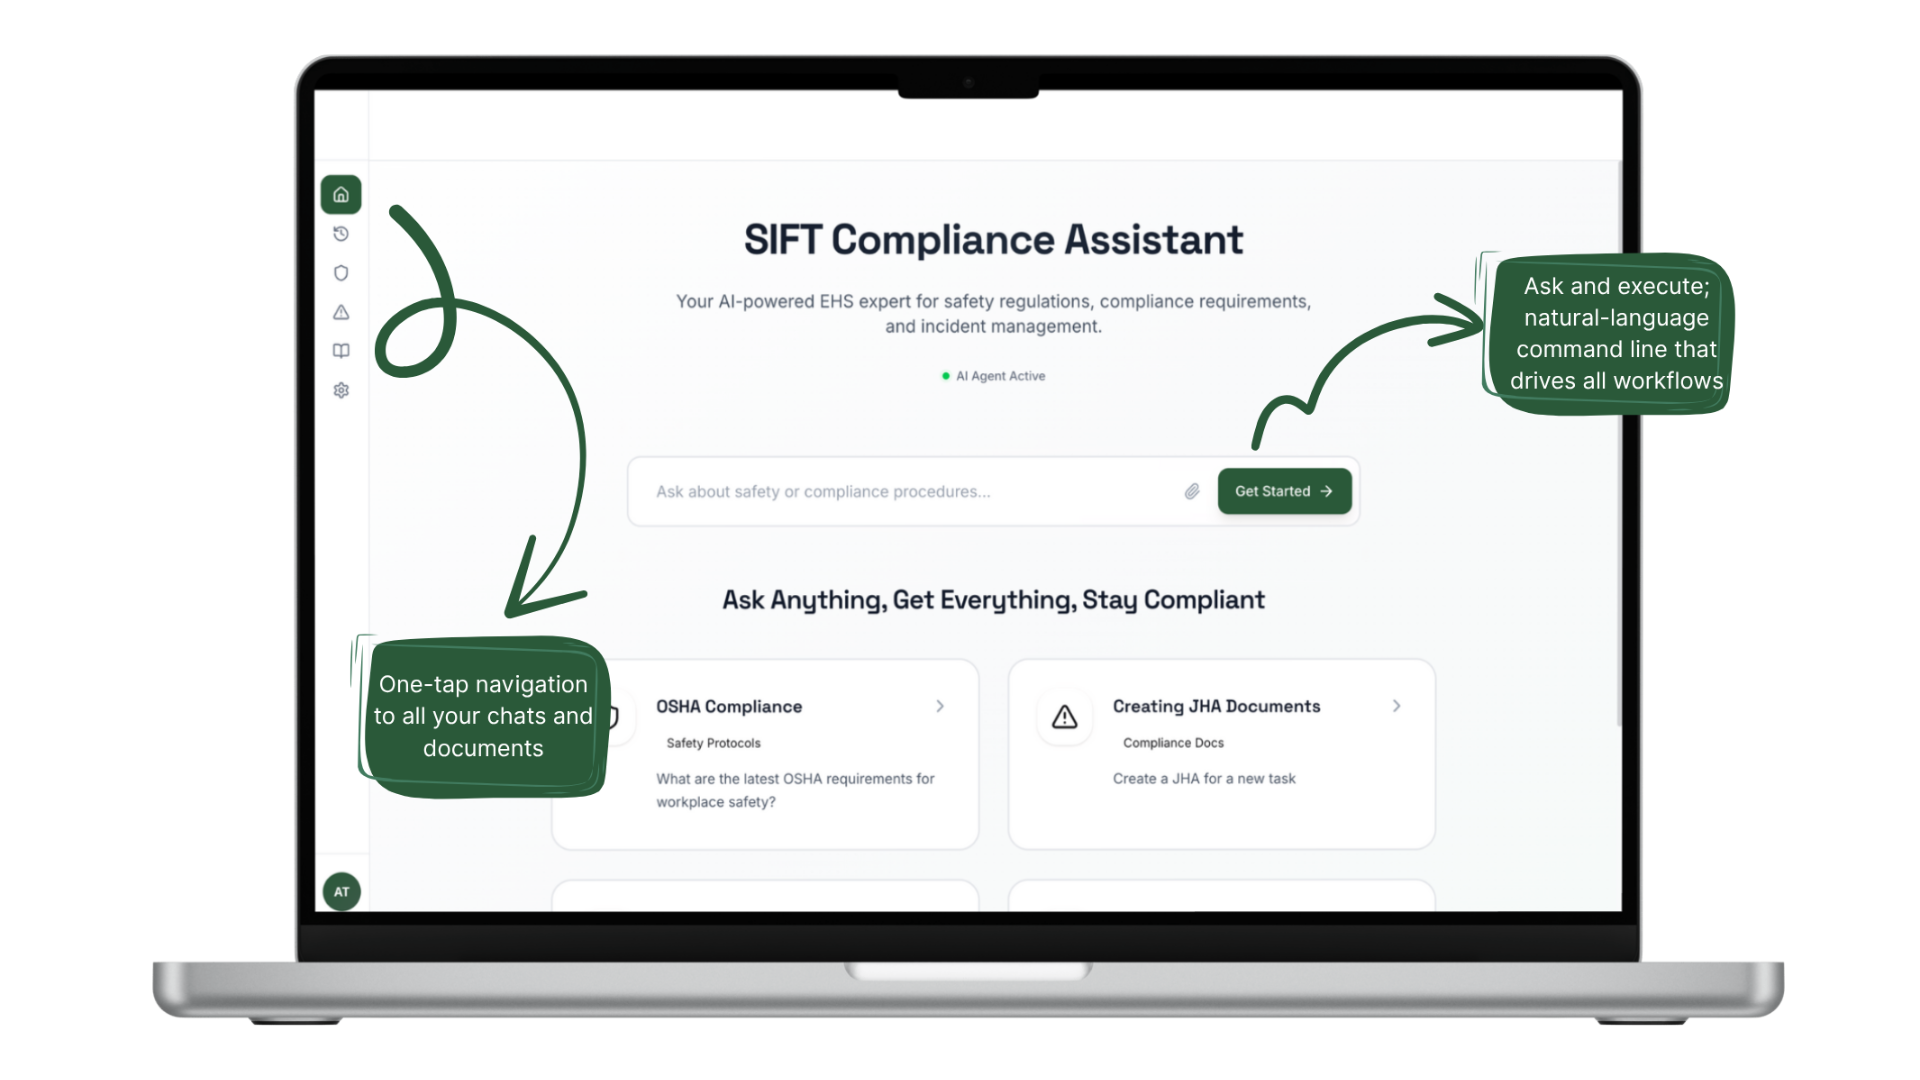 SIFT Compliance Assistant
Your AI-powered EHS expert for safety regulations, compliance requirements,
and incident management.
AI Agent Active
Ask and execute;
natural-language
command line that
drives all workflows
Ask about safety or compliance procedures...
Get Started
Ask Anything, Get Everything, Stay Compliant
One-tap navigation
to all your chats and
documents
OSHA Compliance
Safety Protocols
What are the latest OSHA requirements for
workplace safety?
Creating JHA Documents
Compliance Docs
Create a JHA for a new task
AT